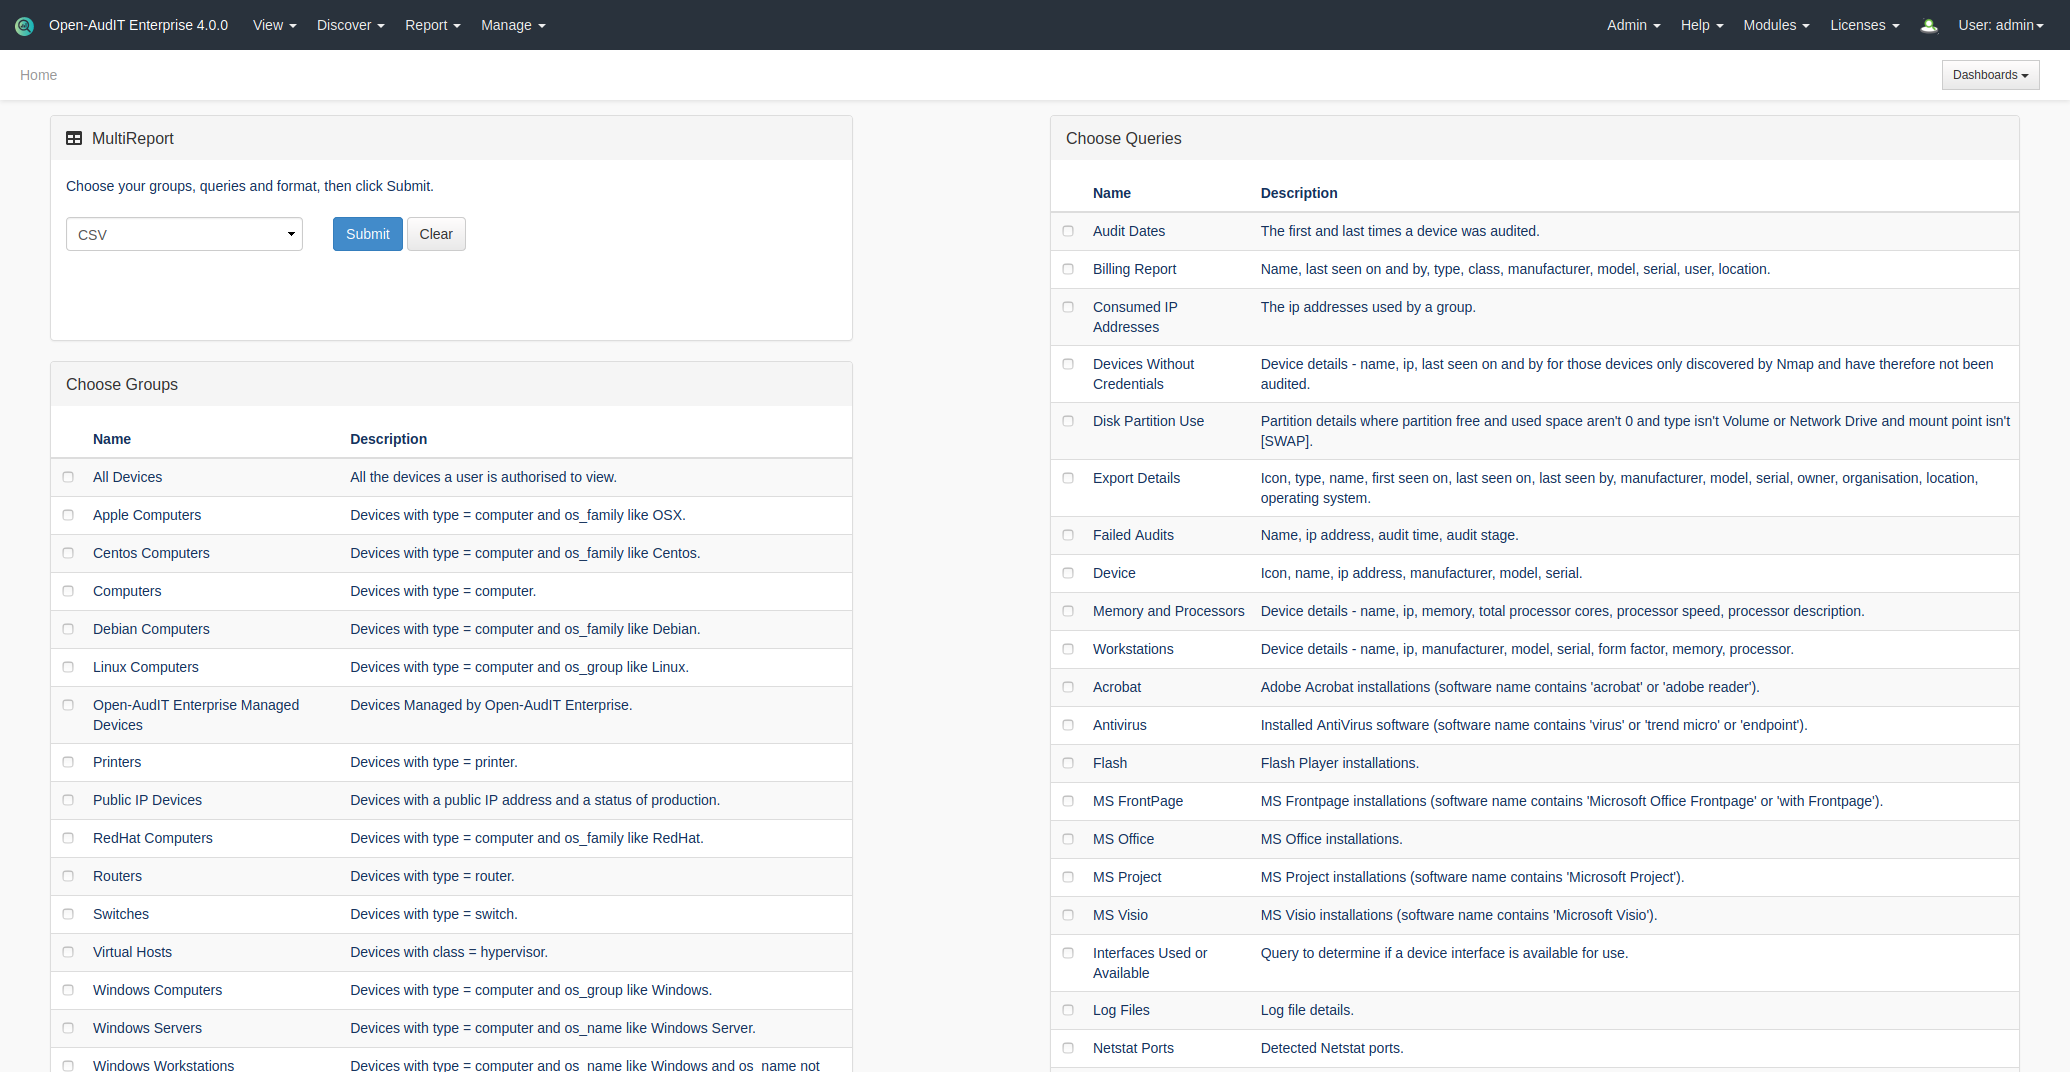 Open-AudIT Enterprise 4.0.0 View Discover Report Manage Admin Help Modules Licenses User: admin
Home Dashboards
MultiReport
Choose your groups, queries and format, then click Submit.
CSV Submit Clear
Choose Groups
Name Description
All Devices All the devices a user is authorised to view.
Apple Computers Devices with type = computer and os_family like OSX.
Centos Computers Devices with type = computer and os_family like Centos.
Computers Devices with type = computer.
Debian Computers Devices with type = computer and os_family like Debian.
Linux Computers Devices with type = computer and os_group like Linux.
Open-AudIT Enterprise Managed Devices Managed by Open-AudIT Enterprise.
Devices
Printers Devices with type = printer.
Public IP Devices Devices with a public IP address and a status of production.
RedHat Computers Devices with type = computer and os_family like RedHat.
Routers Devices with type = router.
Switches Devices with type = switch.
Virtual Hosts Devices with class = hypervisor.
Windows Computers Devices with type = computer and os_group like Windows.
Windows Servers Devices with type = computer and os_name like Windows Server.
Windows Workstations Devices with type = computer and os_name like Windows and os_name not
Choose Queries
Name Description
Audit Dates The first and last times a device was audited.
Billing Report Name, last seen on and by, type, class, manufacturer, model, serial, user, location.
Consumed IP The ip addresses used by a group.
Addresses
Devices Without Device details - name, ip, last seen on and by for those devices only discovered by Nmap and have therefore not been
Credentials audited.
Disk Partition Use Partition details where partition free and used space aren't 0 and type isn't Volume or Network Drive and mount point isn't
[SWAP].
Export Details Icon, type, name, first seen on, last seen on, last seen by, manufacturer, model, serial, owner, organisation, location,
operating system.
Failed Audits Name, ip address, audit time, audit stage.
Device Icon, name, ip address, manufacturer, model, serial.
Memory and Processors Device details - name, ip, memory, total processor cores, processor speed, processor description.
Workstations Device details - name, ip, manufacturer, model, serial, form factor, memory, processor.
Acrobat Adobe Acrobat installations (software name contains 'acrobat' or 'adobe reader').
Antivirus Installed AntiVirus software (software name contains 'virus' or 'trend micro' or 'endpoint').
Flash Flash Player installations.
MS FrontPage MS Frontpage installations (software name contains 'Microsoft Office Frontpage' or 'with Frontpage').
MS Office MS Office installations.
MS Project MS Project installations (software name contains 'Microsoft Project').
MS Visio MS Visio installations (software name contains 'Microsoft Visio').
Interfaces Used or Query to determine if a device interface is available for use.
Available
Log Files Log file details.
Netstat Ports Detected Netstat ports.